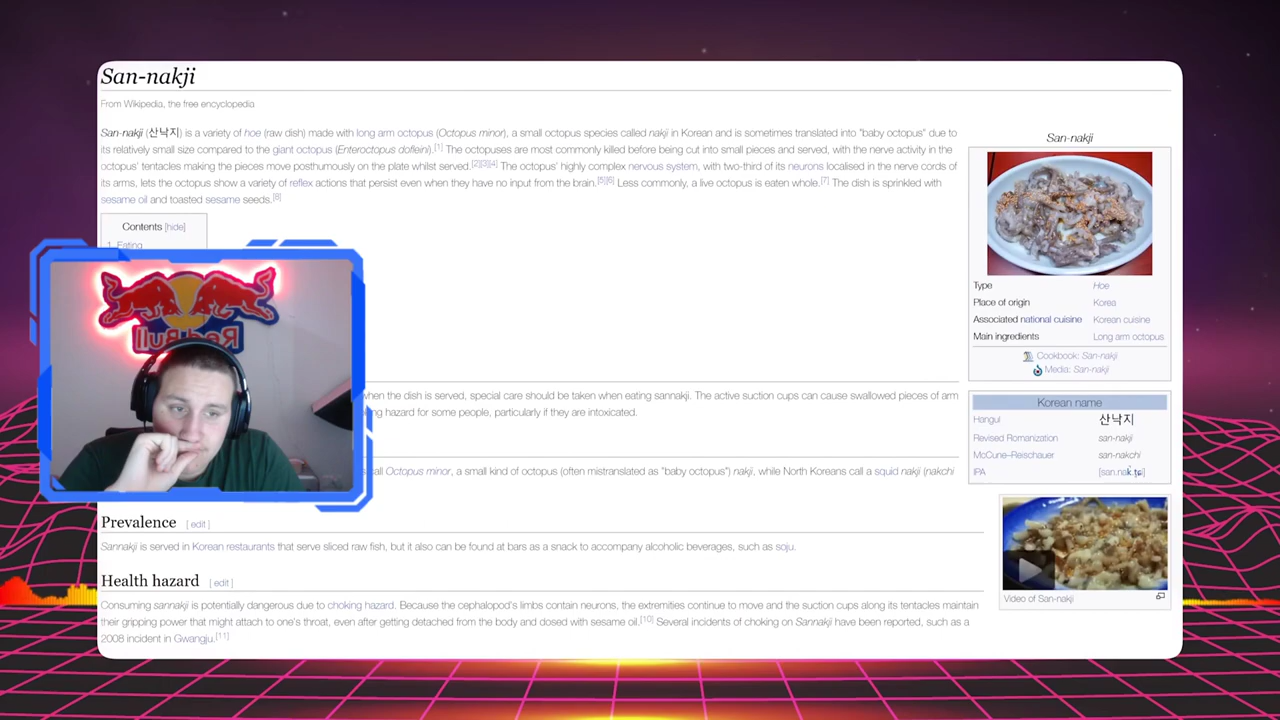 San-nakji
From Wikipedia, the free encyclopedia
San-nakji (산낙지) is a variety of hoe (raw dish) made with long arm octopus (Octopus minor), a small octopus species called nakji in Korean and is sometimes translated into "baby octopus" due to
its relatively small size compared to the giant octopus (Enteroctopus dofleini).[1] The octopuses are most commonly killed before being cut into small pieces and served, with the nerve activity in the
octopus' tentacles making the pieces move posthumously on the plate whilst served.[2][3][4] The octopus' highly complex nervous system, with two-third of its neurons localised in the nerve cords of
its arms, lets the octopus show a variety of reflex actions that persist even when they have no input from the brain.[5][6] Less commonly, a live octopus is eaten whole.[7] The dish is sprinkled with
sesame oil and toasted sesame seeds.[8]
Contents [hide]
1 Eating
when the dish is served, special care should be taken when eating sannakji. The active suction cups can cause swallowed pieces of arm
hazard for some people, particularly if they are intoxicated.
Octopus minor, a small kind of octopus (often mistranslated as "baby octopus") nakji, while North Koreans call a squid nakji (nakchi
Prevalence [ edit ]
Sannakji is served in Korean restaurants that serve sliced raw fish, but it also can be found at bars as a snack to accompany alcoholic beverages, such as soju.
Health hazard [ edit ]
Consuming sannakji is potentially dangerous due to choking hazard. Because the limbs contain neurons, the extremities continue to move and the suction cups along its tentacles maintain
their gripping power that might attach to one's throat, even after getting detached from the body and dosed with sesame oil.[10] Several incidents of choking on Sannakji have been reported, such as a
2008 incident in Gwangju.[11]
San-nakji
Type Hoe
Place of origin Korea
Associated national cuisine Korean cuisine
Main ingredients Long arm octopus
Cookbook: San-nakji
Media: San-nakji
Korean name
Hangul 산낙지
Revised Romanization san-nakji
McCune–Reischauer san-nakchi
IPA
Video of San-nakji
Red Bull